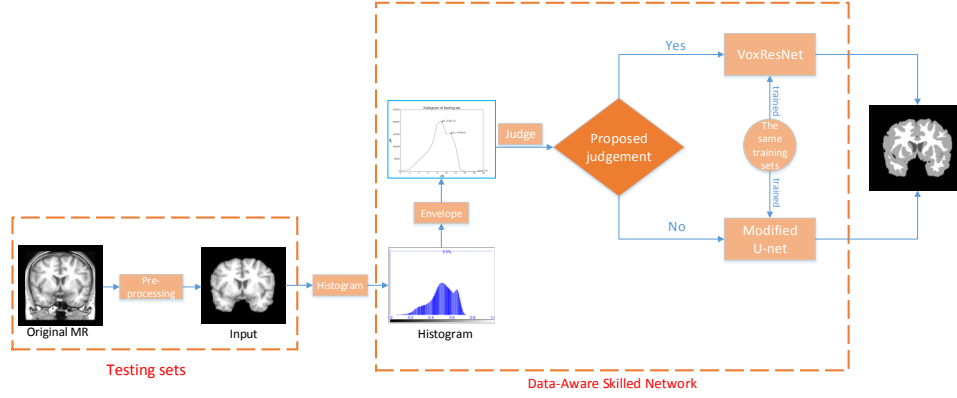 Original MR
Pre-
processing
Input
Testing sets
Histogram
Histogram
Envelope
Histogram of testing set
Judge
Proposed
judgement
Yes
No
VoxResNet
trained
The
same
training
sets
trained
Modified
U-net
Data-Aware Skilled Network